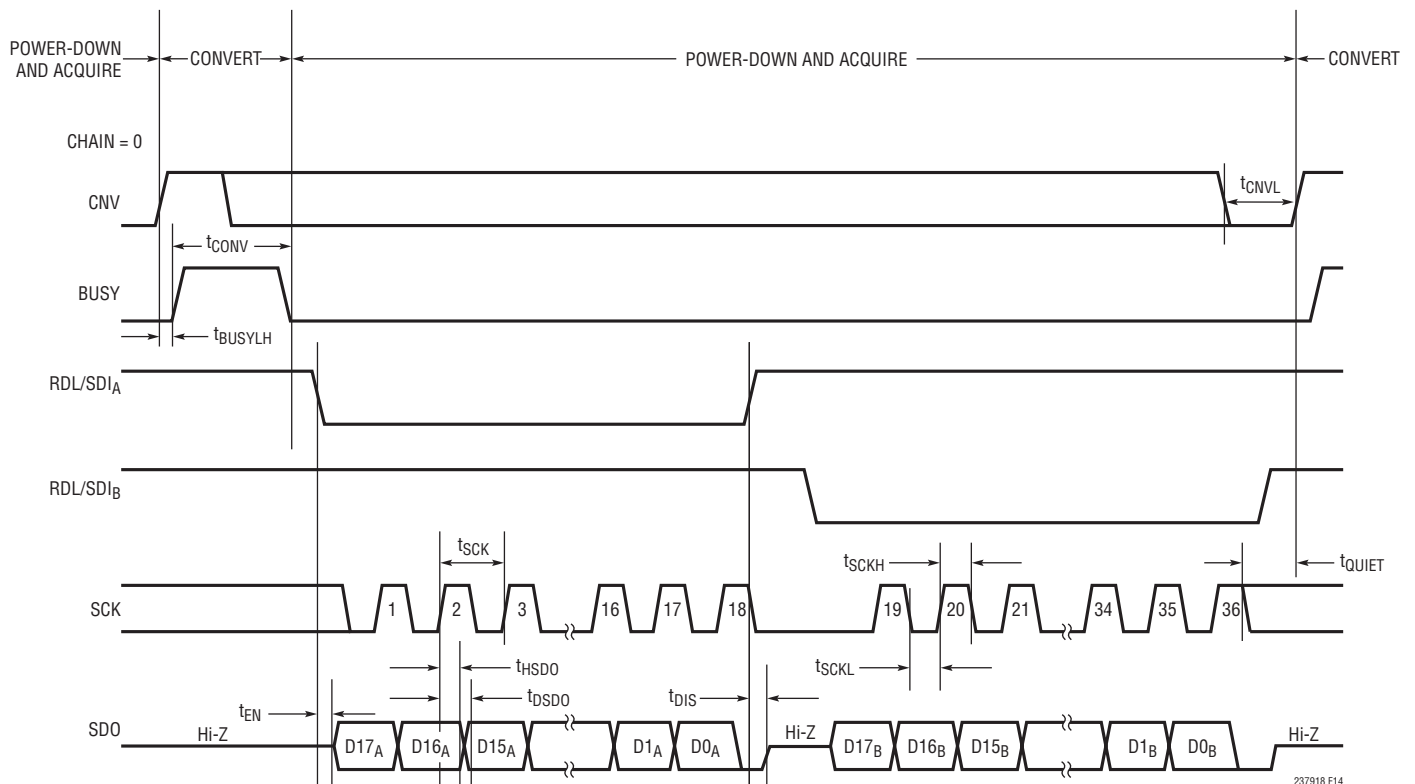 POWER-DOWN
AND ACQUIRE
CONVERT
POWER-DOWN AND ACQUIRE
CONVERT
CHAIN = 0
CNV
tCNVL
tCONV
BUSY
tBUSYLH
RDL/SDIA
RDL/SDIB
tSCK
tSCKH
tQUIET
SCK
1 2 3 16 17 18 19 20 21 34 35 36
tHSDO
tSCKL
tDSDO
tDIS
tEN
SDO
Hi-Z D17A D16A D15A D1A D0A Hi-Z D17B D16B D15B D1B D0B Hi-Z
237918 F14